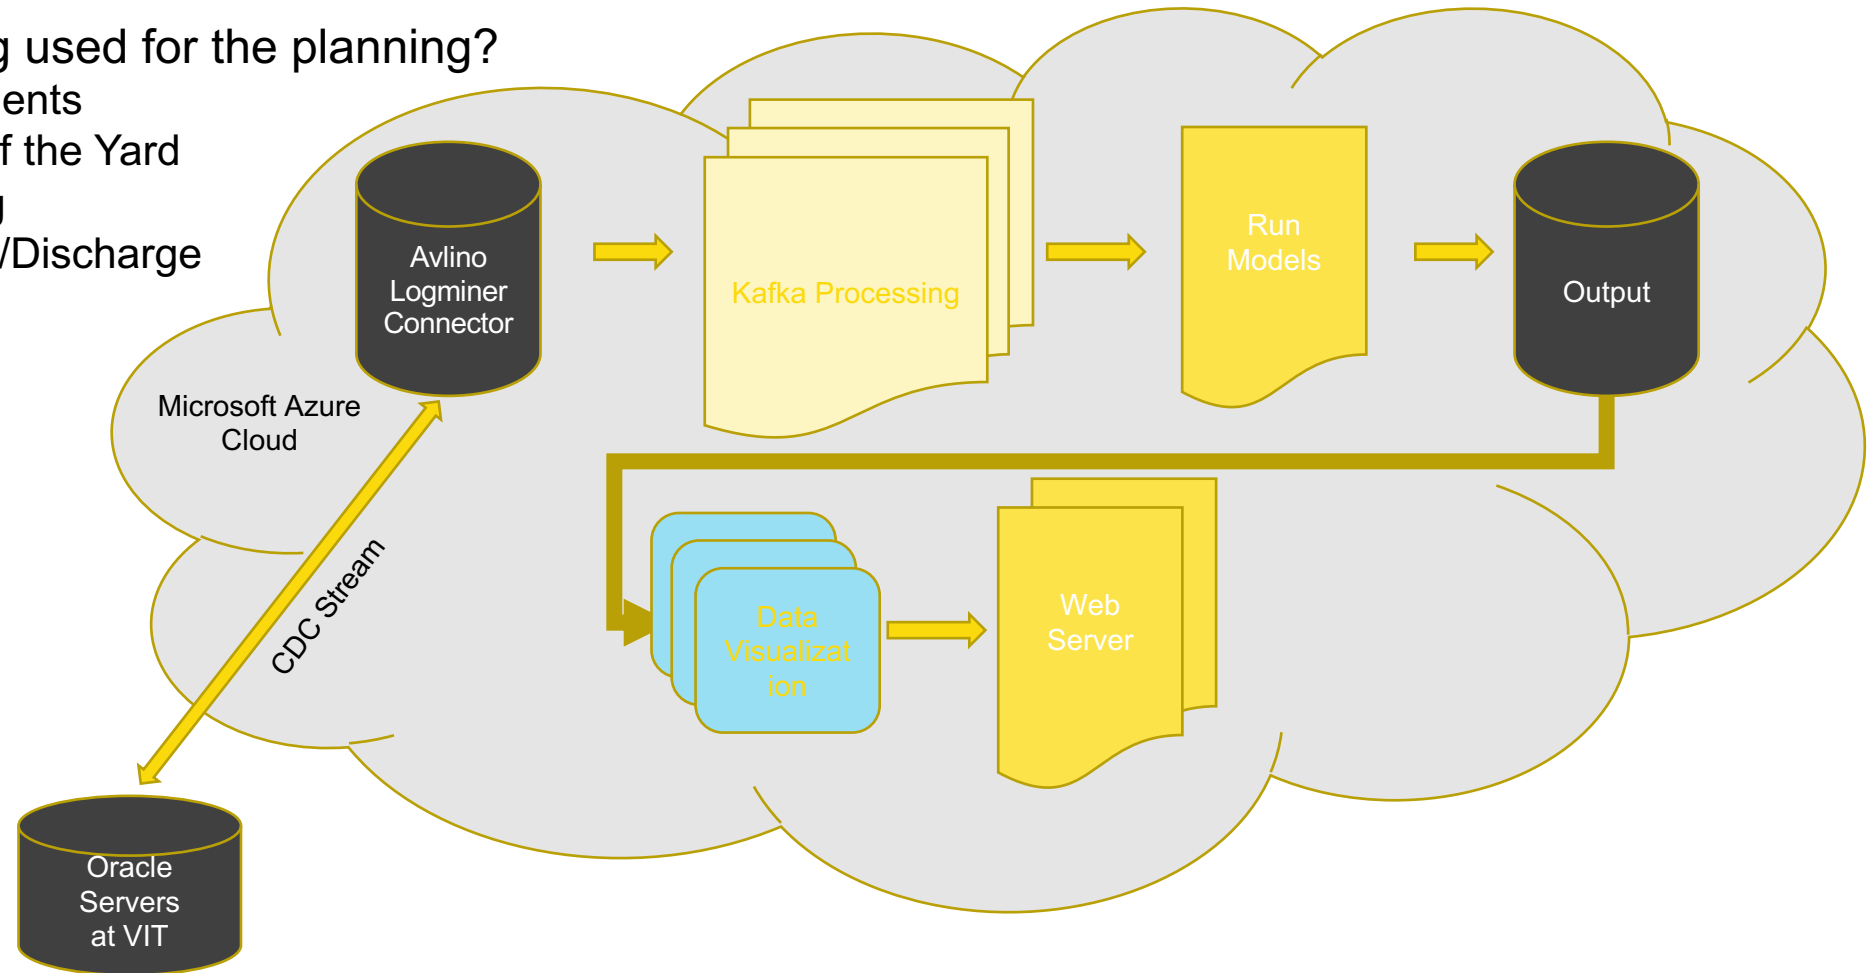 g used for the planning?
ents
f the Yard
g
/Discharge
Avlino
Logminer
Connector
Kafka Processing
Run
Models
Output
Microsoft Azure
Cloud
CDC Stream
Data
Visualizat
ion
Web
Server
Oracle
Servers
at VIT